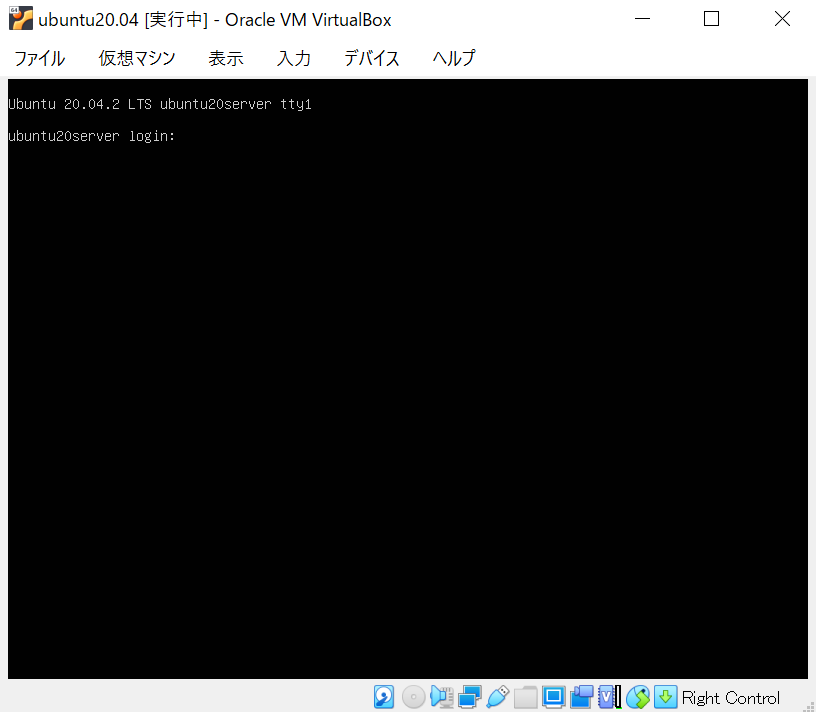 ubuntu20.04 [実行中] - Oracle VM VirtualBox
ファイル 仮想マシン 表示 入力 デバイス ヘルプ
Ubuntu 20.04.2 LTS ubuntu20server tty1
ubuntu20server login:
Right Control